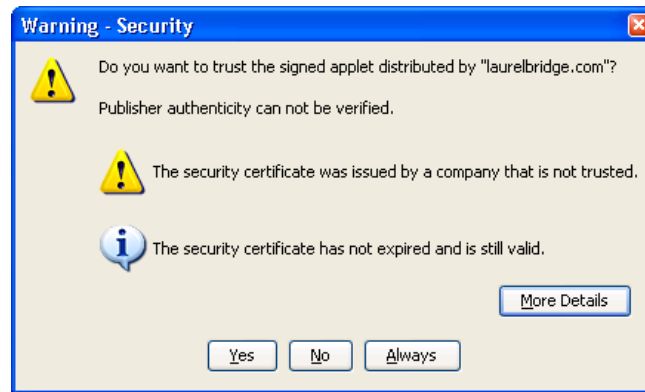 Warning - Security
Do you want to trust the signed applet distributed by "laurelbridge.com"?
Publisher authenticity can not be verified.
The security certificate was issued by a company that is not trusted.
The security certificate has not expired and is still valid.
More Details
Yes No Always